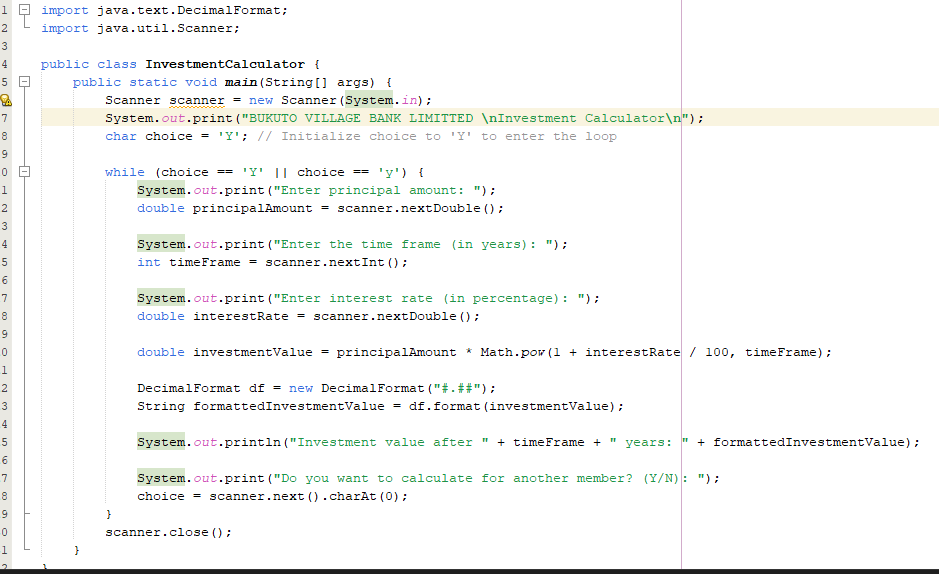 1 import java.text.DecimalFormat;
2 import java.util.Scanner;
3
4 public class InvestmentCalculator {
5     public static void main(String[] args) {
        Scanner scanner = new Scanner(System.in);
7         System.out.print("BUKUTO VILLAGE BANK LIMITTED \nInvestment Calculator\n");
8         char choice = 'Y'; // Initialize choice to 'Y' to enter the loop
9
0         while (choice == 'Y' || choice == 'y') {
1             System.out.print("Enter principal amount: ");
2             double principalAmount = scanner.nextDouble();
3
4             System.out.print("Enter the time frame (in years): ");
5             int timeFrame = scanner.nextInt();
6
7             System.out.print("Enter interest rate (in percentage): ");
8             double interestRate = scanner.nextDouble();
9
0             double investmentValue = principalAmount * Math.pow(1 + interestRate / 100, timeFrame);
1
2             DecimalFormat df = new DecimalFormat("#.##");
3             String formattedInvestmentValue = df.format(investmentValue);
4
5             System.out.println("Investment value after " + timeFrame + " years: " + formattedInvestmentValue);
6
7             System.out.print("Do you want to calculate for another member? (Y/N): ");
8             choice = scanner.next().charAt(0);
9         }
0         scanner.close();
1     }
2 }